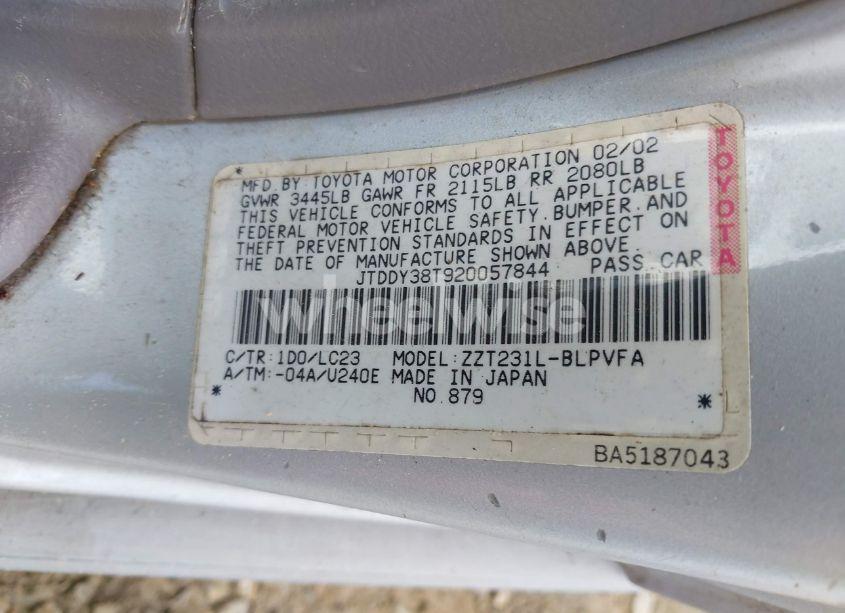 MFD.BY TOYOTA MOTOR CORPORATION 02/02
GVWR 3445LB GAWR FR 2115LB RR 2080LB
THIS VEHICLE CONFORMS TO ALL APPLICABLE
FEDERAL MOTOR VEHICLE SAFETY.BUMPER.AND
THEFT PREVENTION STANDARDS IN EFFECT ON
THE DATE OF MANUFACTURE SHOWN ABOVE.
JTDDY38T920057844 PASS.CAR
TOYOTA
wheelwise
C/TR:1D0/LC23 MODEL:ZZT231L-BLPVFA
A/TM:-04A/U240E MADE IN JAPAN
* NO.879 *
BA5187043